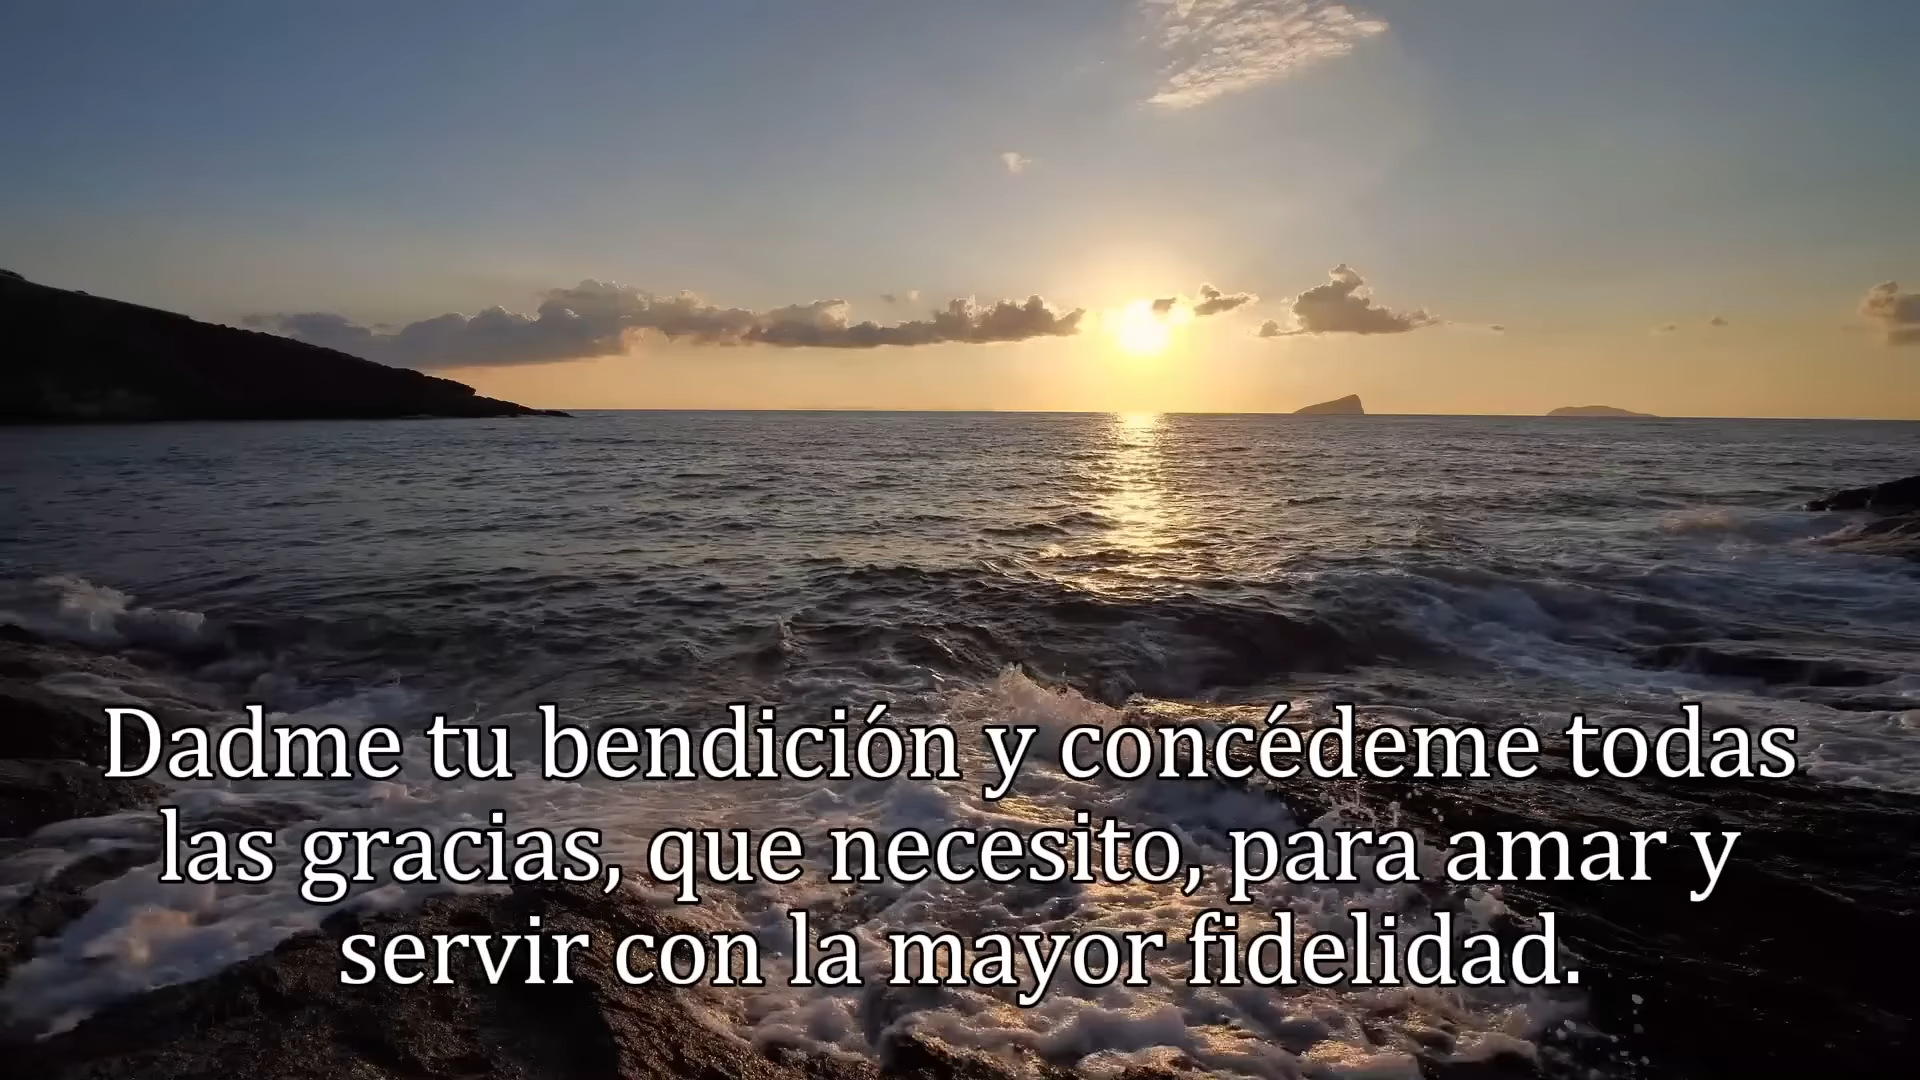 Dadme tu bendición y concédeme todas
las gracias, que necesito, para amar y
servir con la mayor fidelidad.